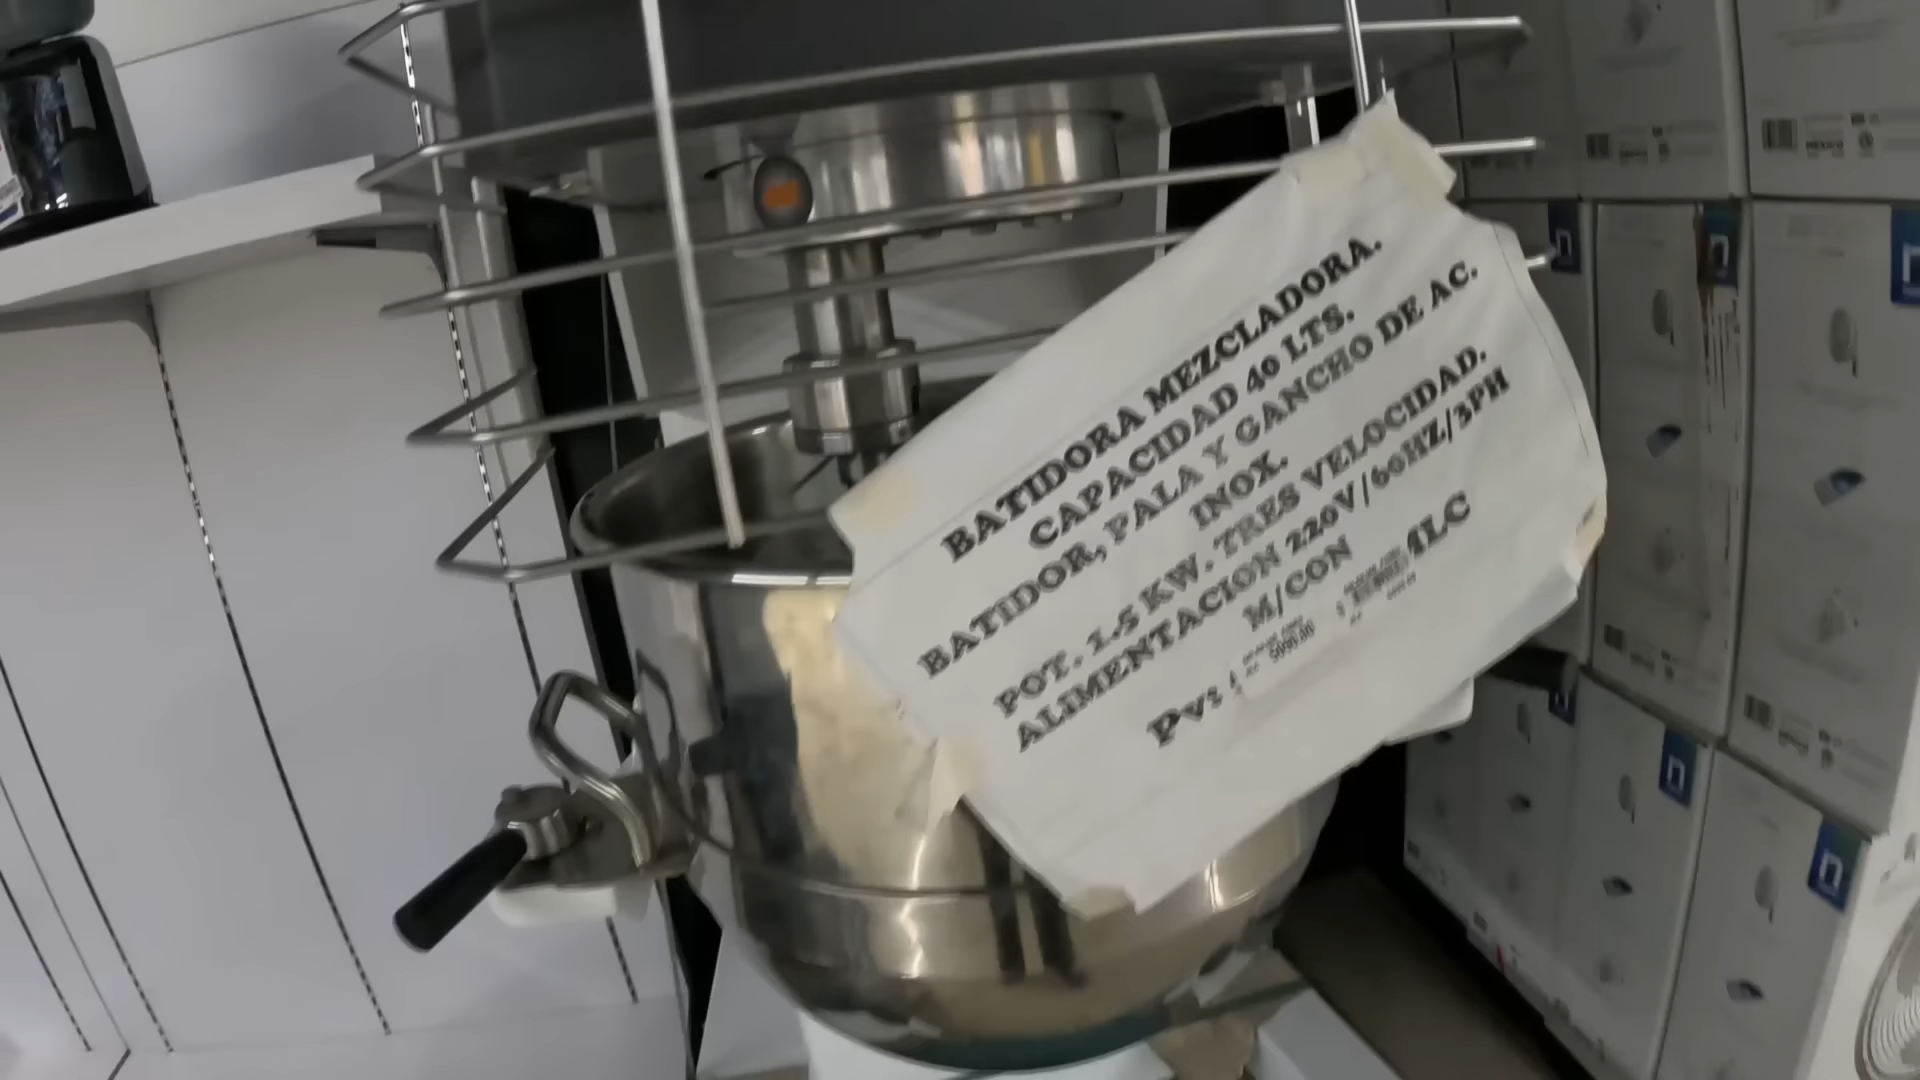 BATIDORA MEZCLADORA.
CAPACIDAD 40 LTS.
BATIDOR, PALA Y GANCHO DE AC.
INOX.
POT. 1.5 KW. TRES VELOCIDAD.
ALIMENTACION 220V/60HZ/3PH
M/CON
Pv: MLC
n
n
n
n